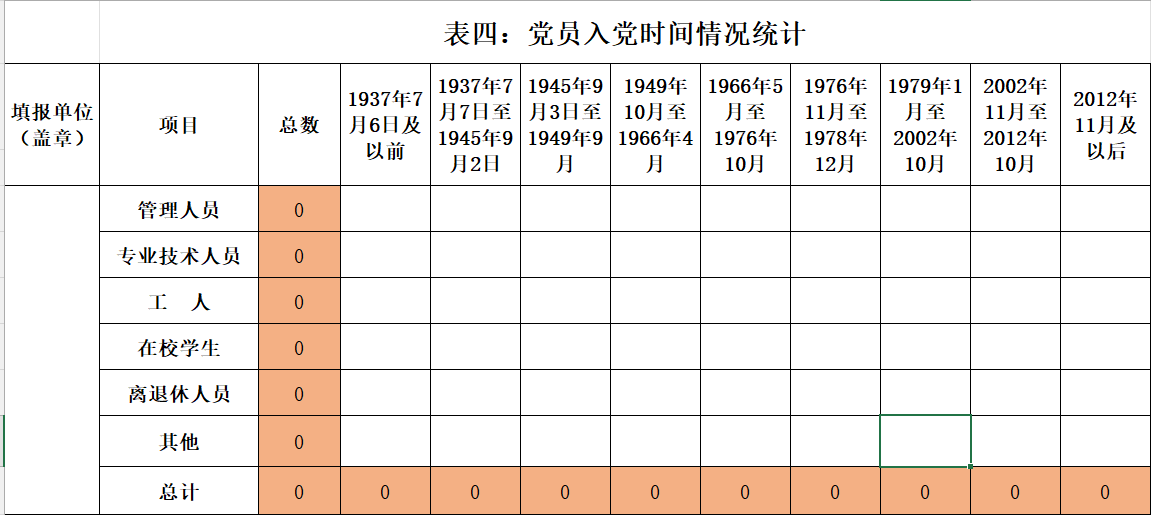 表四：党员入党时间情况统计
填报单位
（盖章）
项目
总数
1937年7
月6日及
以前
1937年7
月7日至
1945年9
月2日
1945年9
月3日至
1949年9
月
1949年
10月至
1966年4
月
1966年5
月至
1976年
10月
1976年
11月至
1978年
12月
1979年1
月至
2002年
10月
2002年
11月至
2012年
10月
2012年
11月及
以后
管理人员 0
专业技术人员 0
工　人 0
在校学生 0
离退休人员 0
其他 0
总计 0 0 0 0 0 0 0 0 0 0